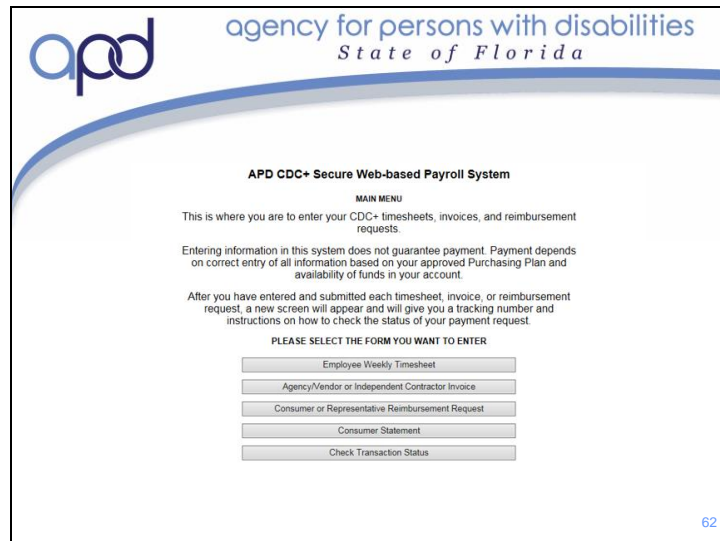 apd
agency for persons with disabilities
State of Florida
APD CDC+ Secure Web-based Payroll System
MAIN MENU
This is where you are to enter your CDC+ timesheets, invoices, and reimbursement
requests.
Entering information in this system does not guarantee payment. Payment depends
on correct entry of all information based on your approved Purchasing Plan and
availability of funds in your account.
After you have entered and submitted each timesheet, invoice, or reimbursement
request, a new screen will appear and will give you a tracking number and
instructions on how to check the status of your payment request.
PLEASE SELECT THE FORM YOU WANT TO ENTER
Employee Weekly Timesheet
Agency/Vendor or Independent Contractor Invoice
Consumer or Representative Reimbursement Request
Consumer Statement
Check Transaction Status
62